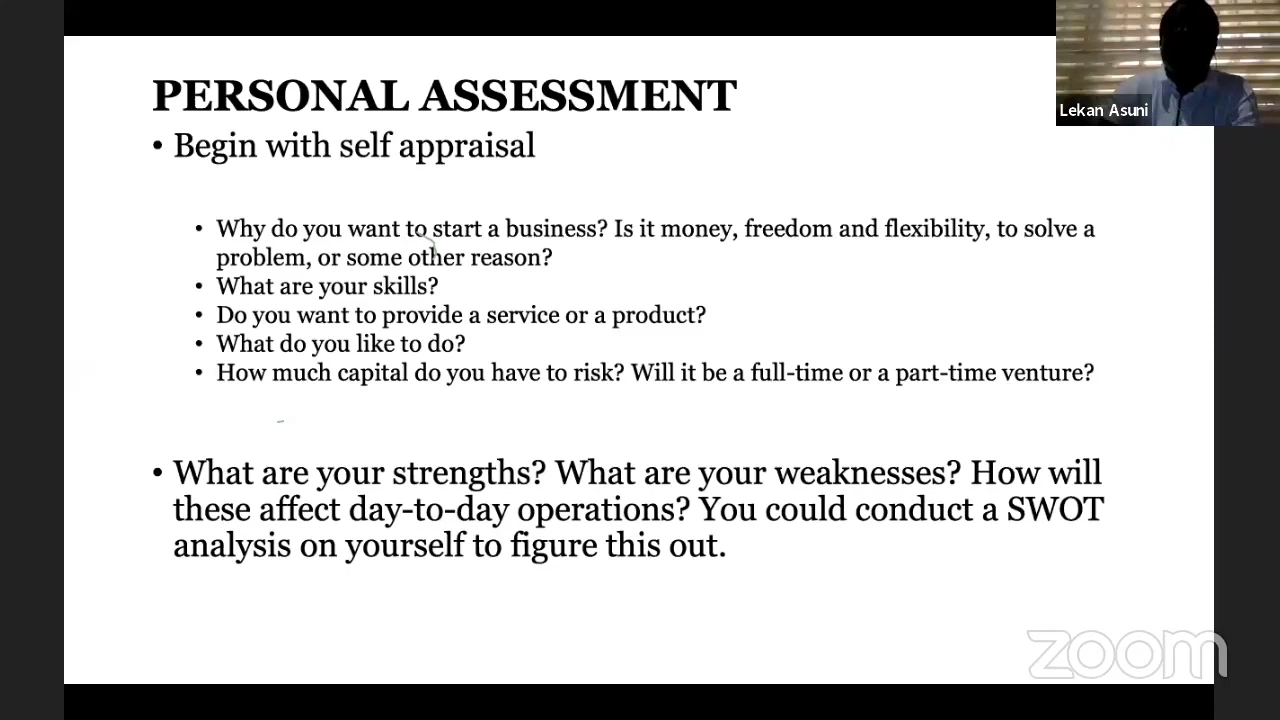 PERSONAL ASSESSMENT
• Begin with self appraisal
• Why do you want to start a business? Is it money, freedom and flexibility, to solve a
problem, or some other reason?
• What are your skills?
• Do you want to provide a service or a product?
• What do you like to do?
• How much capital do you have to risk? Will it be a full-time or a part-time venture?
• What are your strengths? What are your weaknesses? How will
these affect day-to-day operations? You could conduct a SWOT
analysis on yourself to figure this out.
Lekan Asuni
zoom